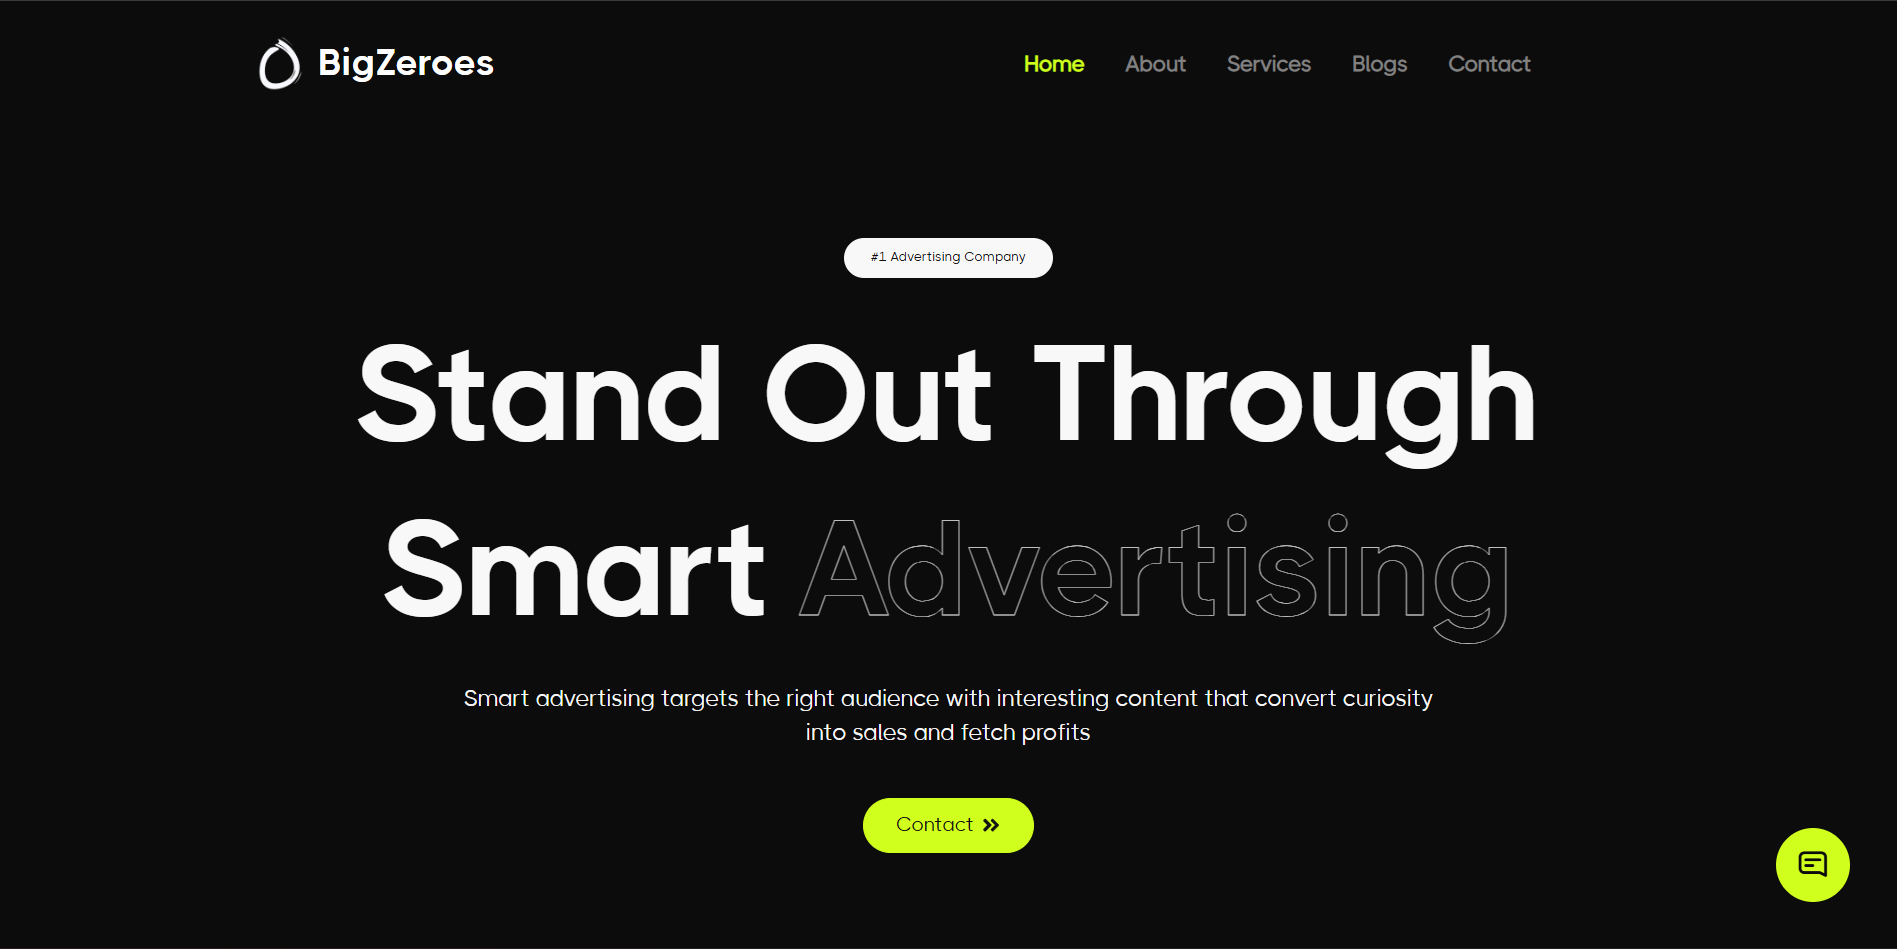 BigZeroes
Home About Services Blogs Contact
#1 Advertising Company
Stand Out Through
Smart Advertising
Smart advertising targets the right audience with interesting content that convert curiosity
into sales and fetch profits
Contact